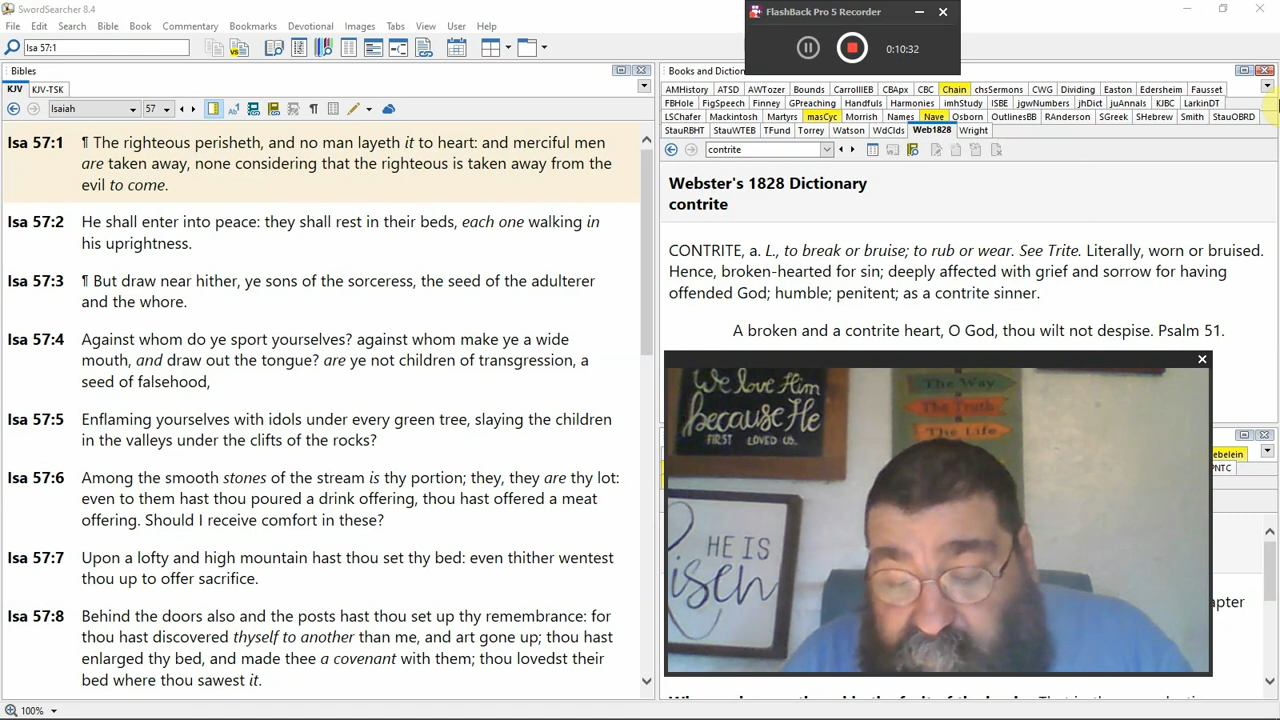 SwordSearcher 8.4
File Edit Search Bible Book Commentary Bookmarks Devotional Images Tabs View User Help
Isa 57:1
Bibles
KJV KJV-TSK
Isaiah 57
Isa 57:1 ¶ The righteous perisheth, and no man layeth it to heart: and merciful men
are taken away, none considering that the righteous is taken away from the
evil to come.
Isa 57:2 He shall enter into peace: they shall rest in their beds, each one walking in
his uprightness.
Isa 57:3 ¶ But draw near hither, ye sons of the sorceress, the seed of the adulterer
and the whore.
Isa 57:4 Against whom do ye sport yourselves? against whom make ye a wide
mouth, and draw out the tongue? are ye not children of transgression, a
seed of falsehood,
Isa 57:5 Enflaming yourselves with idols under every green tree, slaying the children
in the valleys under the clifts of the rocks?
Isa 57:6 Among the smooth stones of the stream is thy portion; they, they are thy lot:
even to them hast thou poured a drink offering, thou hast offered a meat
offering. Should I receive comfort in these?
Isa 57:7 Upon a lofty and high mountain hast thou set thy bed: even thither wentest
thou up to offer sacrifice.
Isa 57:8 Behind the doors also and the posts hast thou set up thy remembrance: for
thou hast discovered thyself to another than me, and art gone up; thou hast
enlarged thy bed, and made thee a covenant with them; thou lovedst their
bed where thou sawest it.
100%
FlashBack Pro 5 Recorder
0:10:32
Books and Diction
AMHistory ATSD AWTozer Bounds CarrollEB CBApx CBC Chain chsSermons CWG Dividing Easton Edersheim Fausset
FBHole FigSpeech Finney GPreaching Handfuls Harmonies imhStudy ISBE jgwNumbers jhDict juAnnals KJBC LarkinDT
LSChafer Mackintosh Martyrs masCyc Morrish Names Nave Osborn OutlinesBB RAnderson SGreek SHebrew Smith StauOBRD
StauRBHT StauWTEB TFund Torrey Watson WdClds Web1828 Wright
contrite
Webster's 1828 Dictionary
contrite
CONTRITE, a. L., to break or bruise; to rub or wear. See Trite. Literally, worn or bruised.
Hence, broken-hearted for sin; deeply affected with grief and sorrow for having
offended God; humble; penitent; as a contrite sinner.
A broken and a contrite heart, O God, thou wilt not despise. Psalm 51.
We love Him
because He
FIRST LOVED US.
The Way
The Truth
The Life
HE IS
Risen
ebelein
PNTC
apter